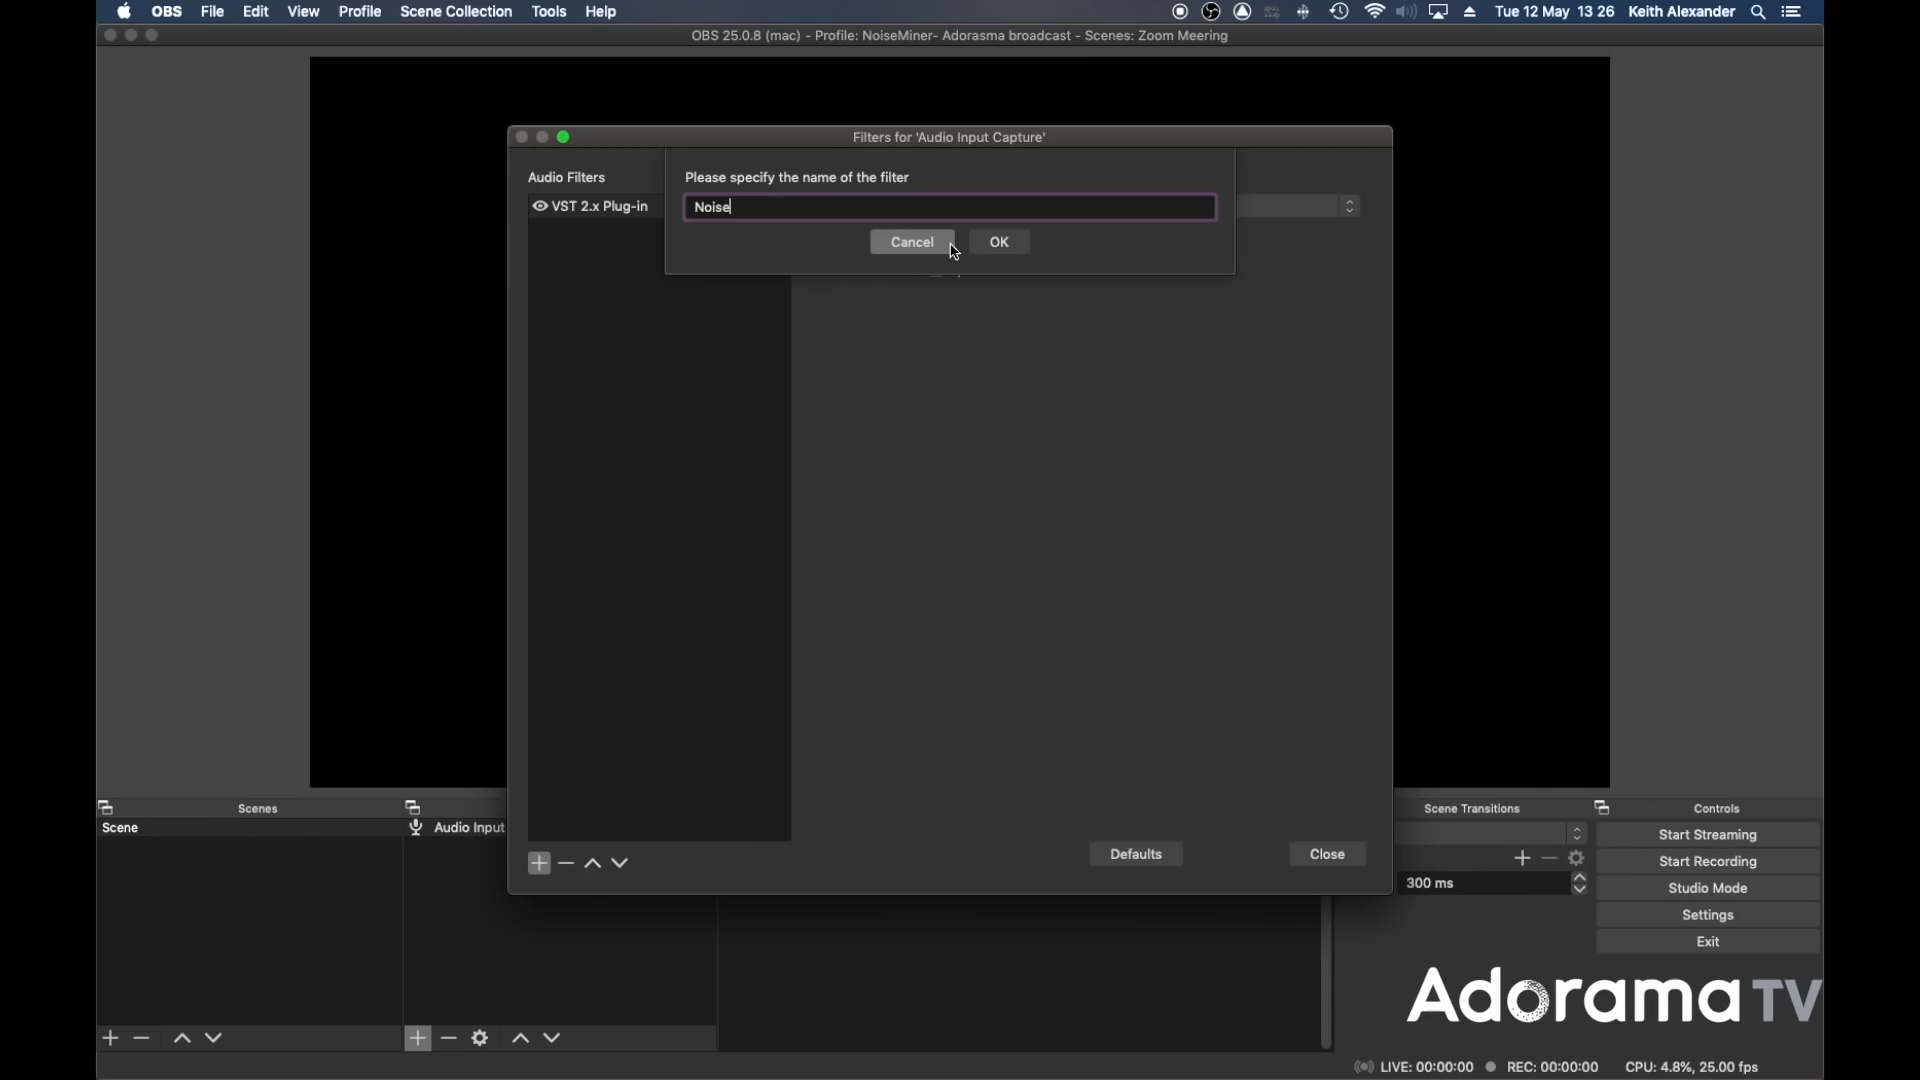 OBS File Edit View Profile Scene Collection Tools Help Tue 12 May 13 26 Keith Alexander
OBS 25.0.8 (mac) - Profile: NoiseMiner- Adorasma broadcast - Scenes: Zoom Meering
Filters for 'Audio Input Capture'
Audio Filters
Please specify the name of the filter
VST 2.x Plug-in
Noise
Cancel OK
Defaults Close
Scenes Scene Transitions Controls
Scene
Audio Input
300 ms
Start Streaming
Start Recording
Studio Mode
Settings
Exit
Adorama TV
LIVE: 00:00:00 REC: 00:00:00 CPU: 4.8%, 25.00 fps